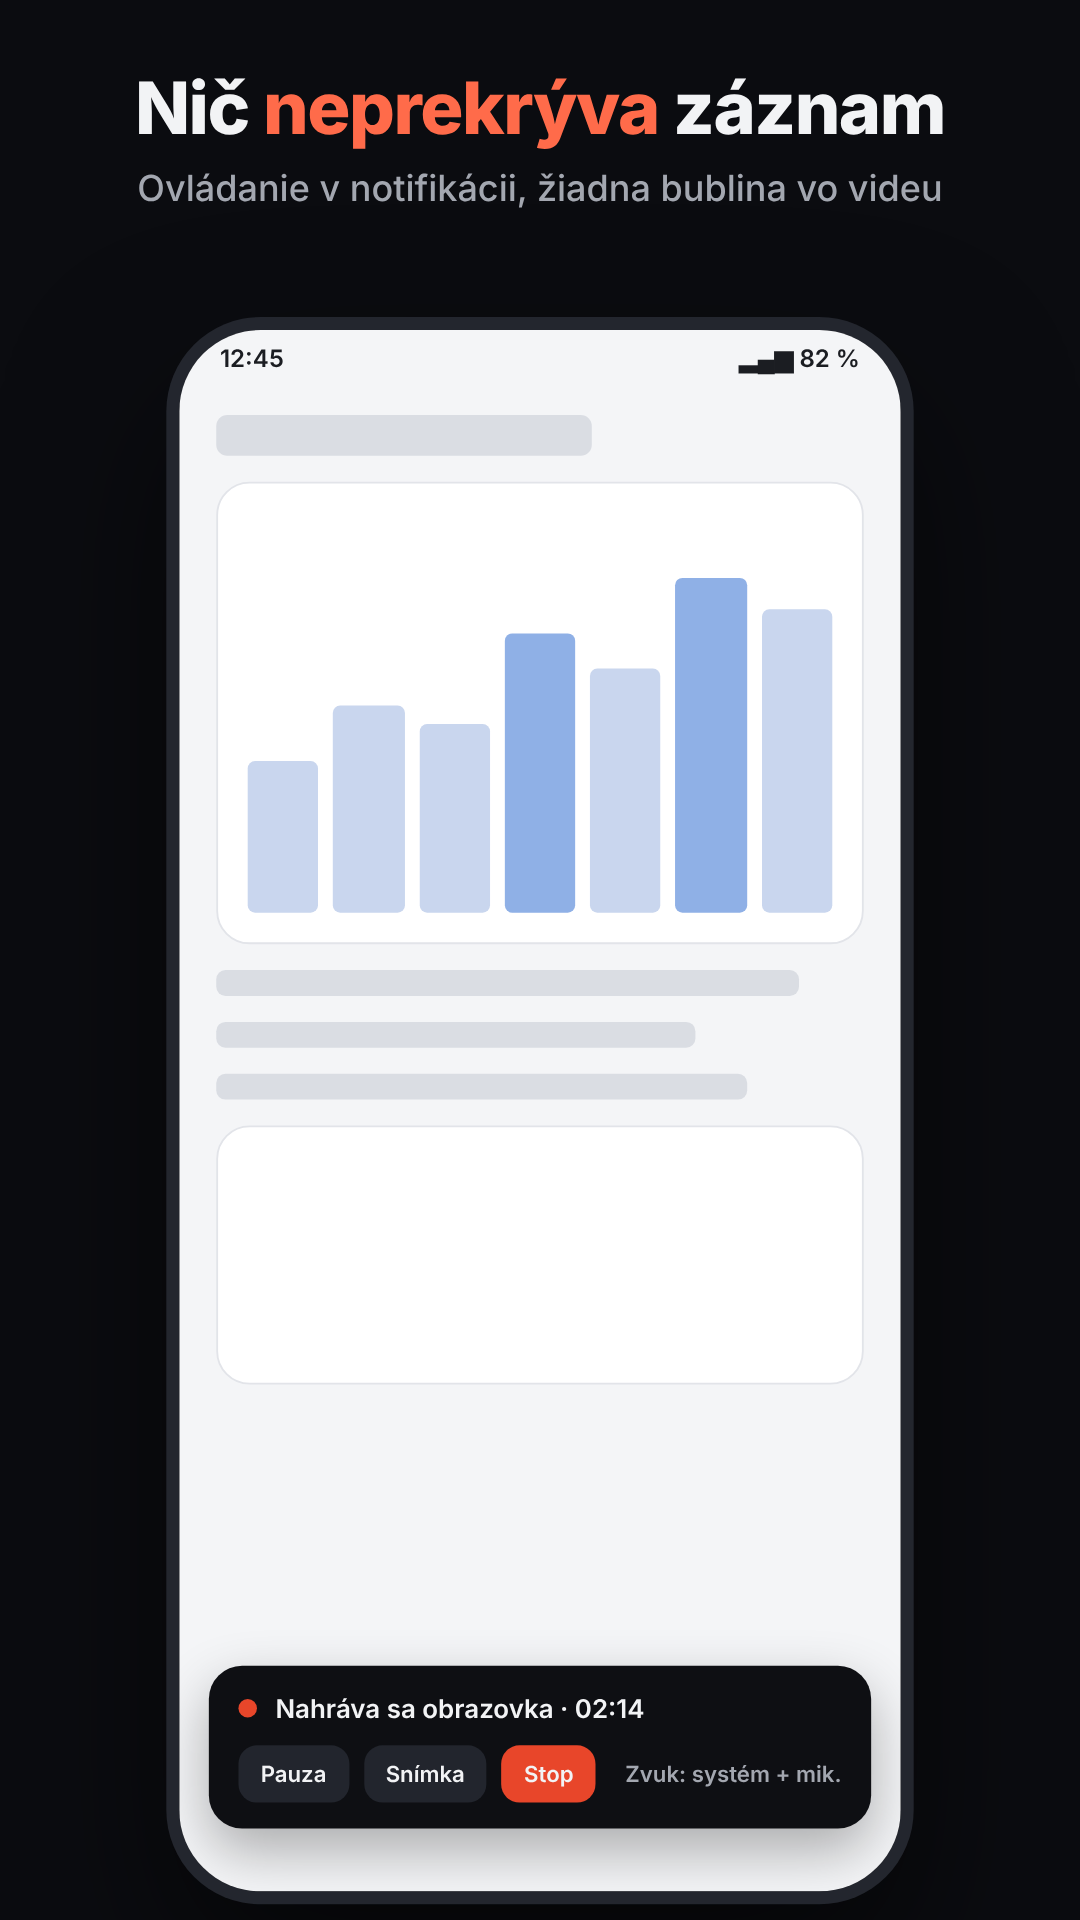 Nič neprekrýva záznam
Ovládanie v notifikácii, žiadna bublina vo videu
12:45 82 %
Nahráva sa obrazovka · 02:14
Pauza Snímka Stop Zvuk: systém + mik.